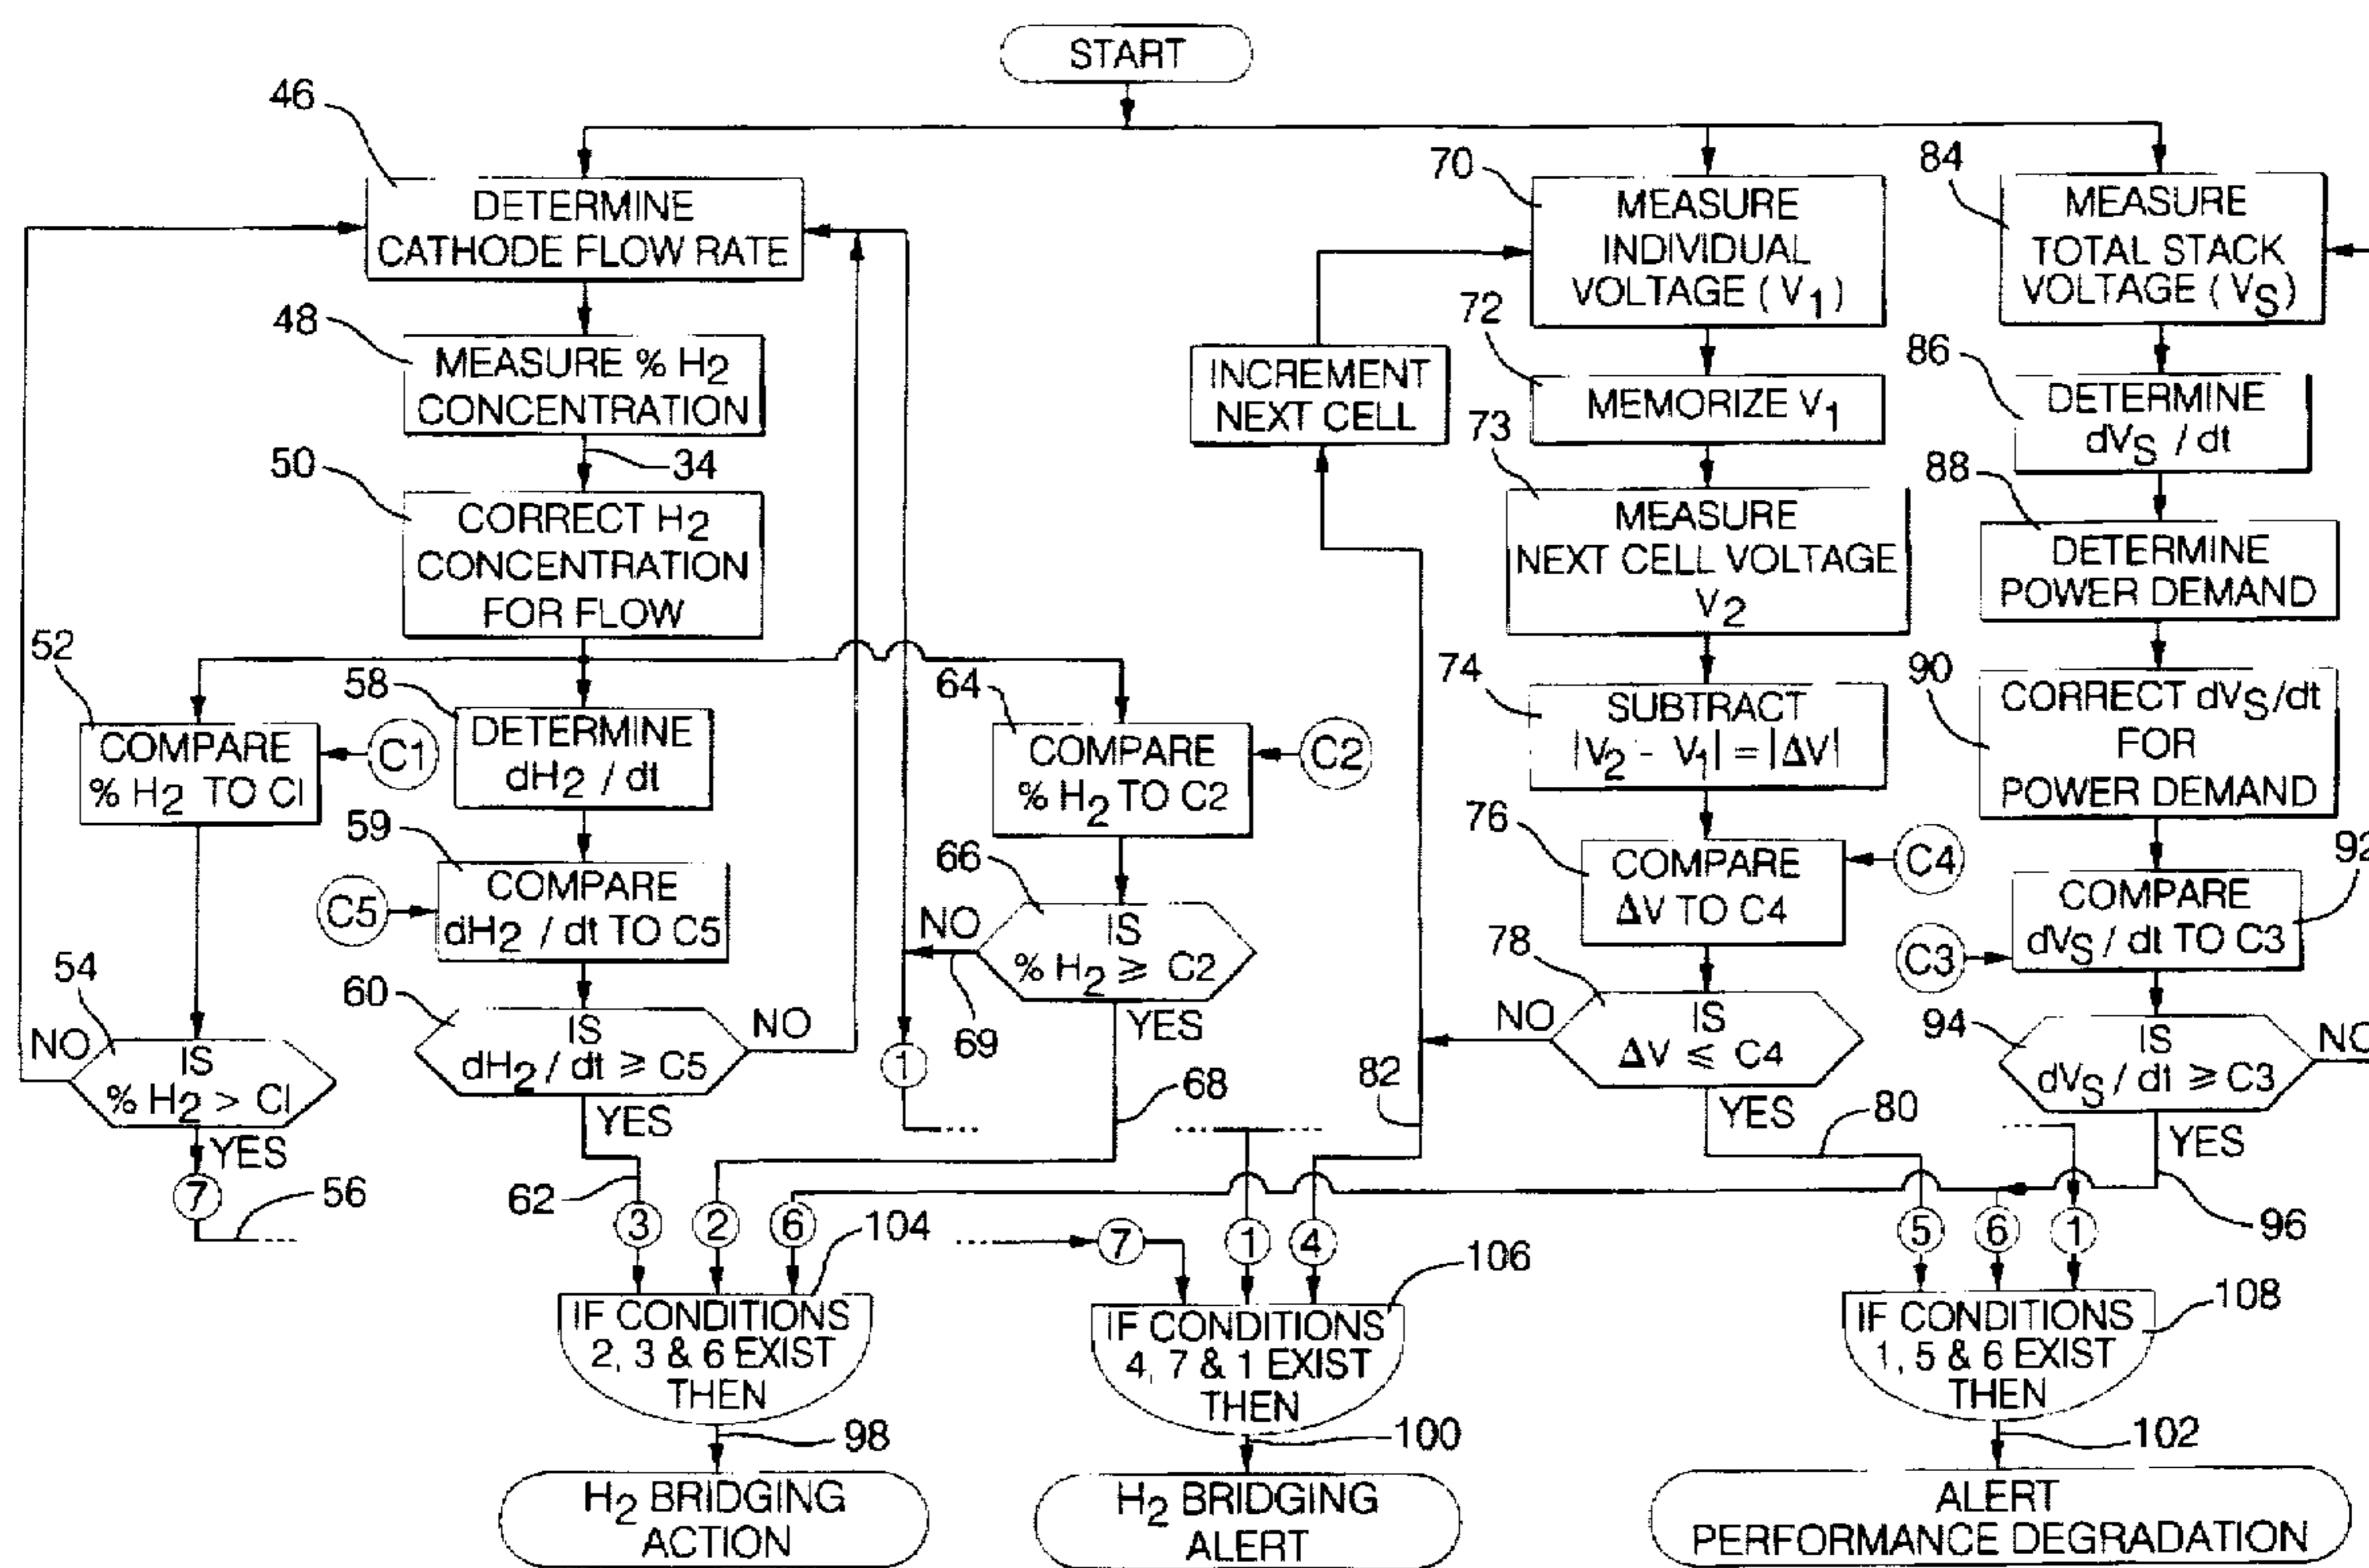 START
46
DETERMINE
CATHODE FLOW RATE
48
MEASURE % H2
CONCENTRATION
34
50
CORRECT H2
CONCENTRATION
FOR FLOW
52
COMPARE
% H2 TO CI
C1
54
NO
IS
% H2 > CI
YES
7
56
58
DETERMINE
dH2 / dt
59
COMPARE
dH2 / dt TO C5
C5
60
IS
dH2 / dt ≥ C5
NO
YES
62
64
COMPARE
% H2 TO C2
C2
66
NO
IS
% H2 ≥ C2
69
YES
68
1
INCREMENT
NEXT CELL
70
MEASURE
INDIVIDUAL
VOLTAGE ( V1 )
72
MEMORIZE V1
73
MEASURE
NEXT CELL VOLTAGE
V2
74
SUBTRACT
|V2 - V1| = |ΔV|
76
COMPARE
ΔV TO C4
C4
78
NO
IS
ΔV ≤ C4
YES
80
82
84
MEASURE
TOTAL STACK
VOLTAGE ( VS )
86
DETERMINE
dVS / dt
88
DETERMINE
POWER DEMAND
90
CORRECT dVS/dt
FOR
POWER DEMAND
92
COMPARE
dVS / dt TO C3
C3
94
IS
dVS / dt ≥ C3
NO
YES
96
3
2
6
104
IF CONDITIONS
2, 3 & 6 EXIST
THEN
98
H2 BRIDGING
ACTION
7
1
4
106
IF CONDITIONS
4, 7 & 1 EXIST
THEN
100
H2 BRIDGING
ALERT
5
6
1
108
IF CONDITIONS
1, 5 & 6 EXIST
THEN
102
ALERT
PERFORMANCE DEGRADATION